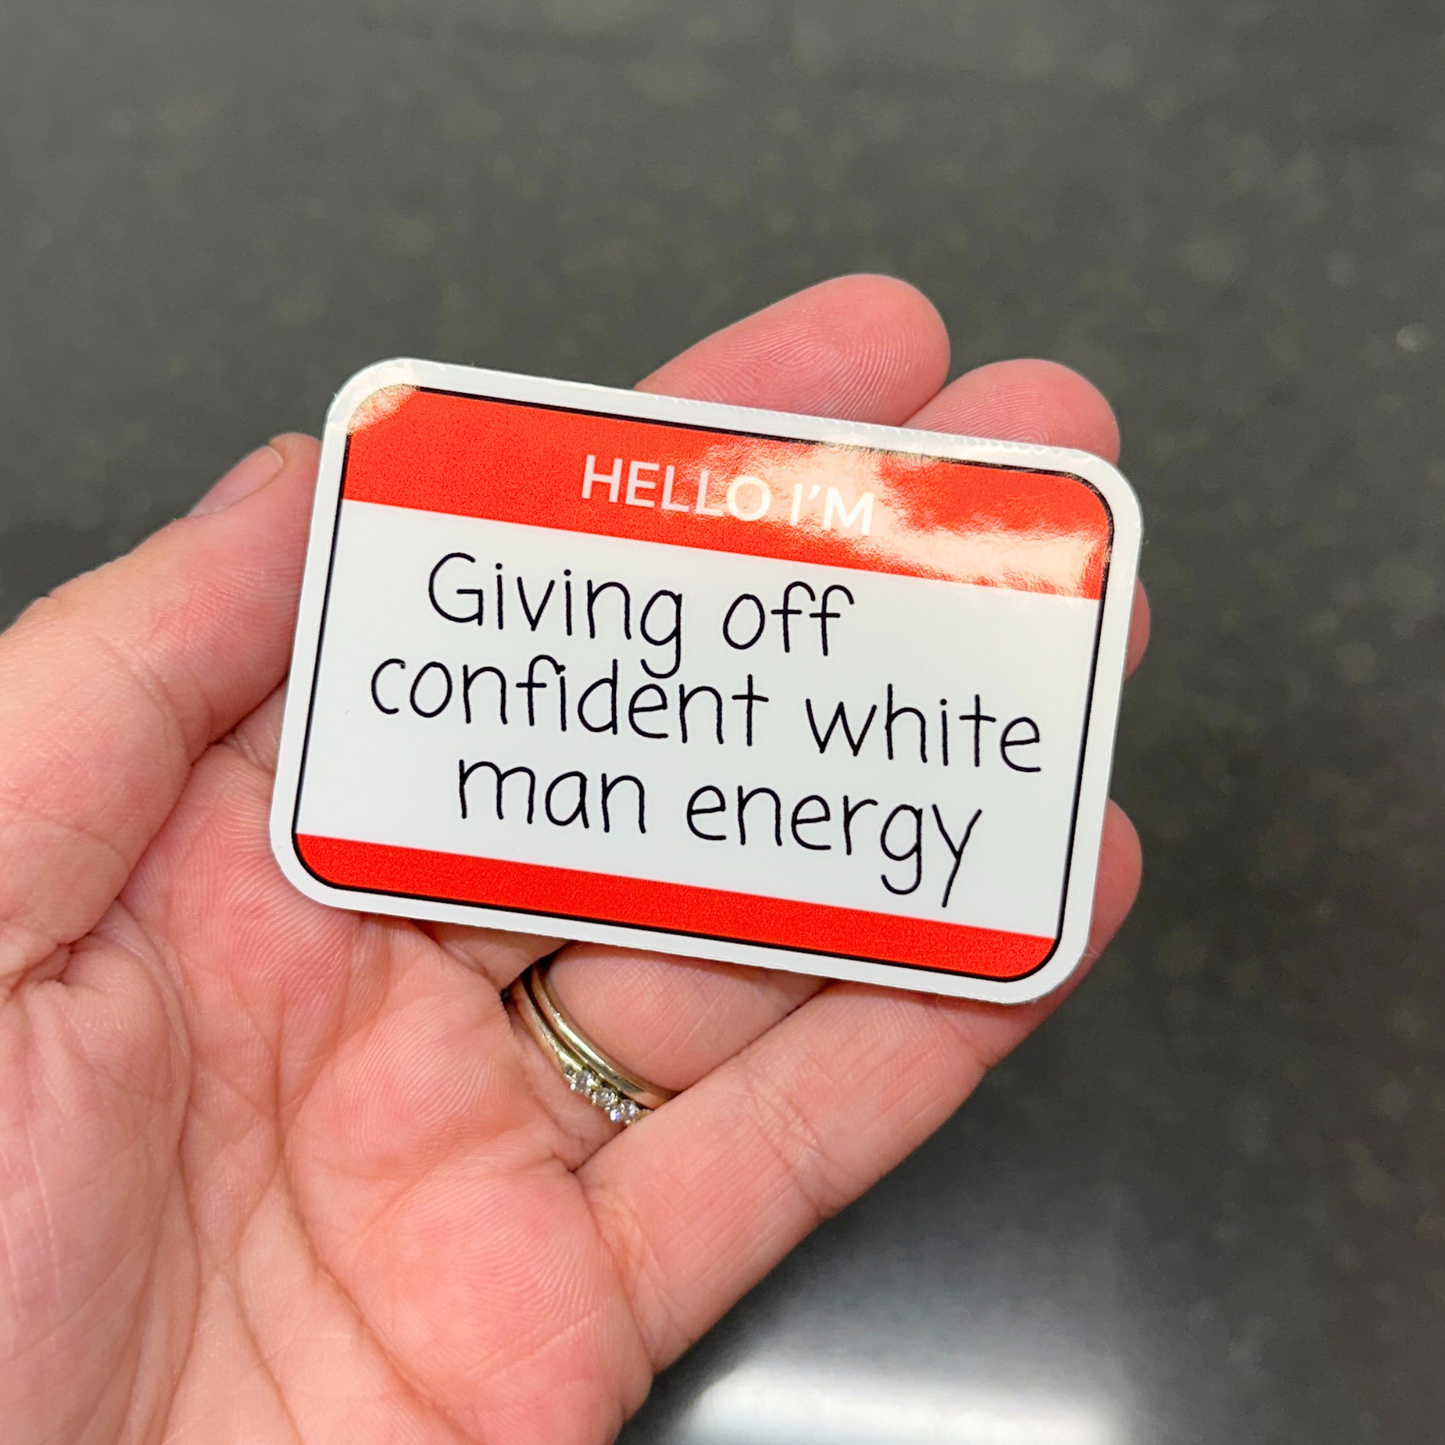 HELLO I'M
Giving off
confident white
man energy